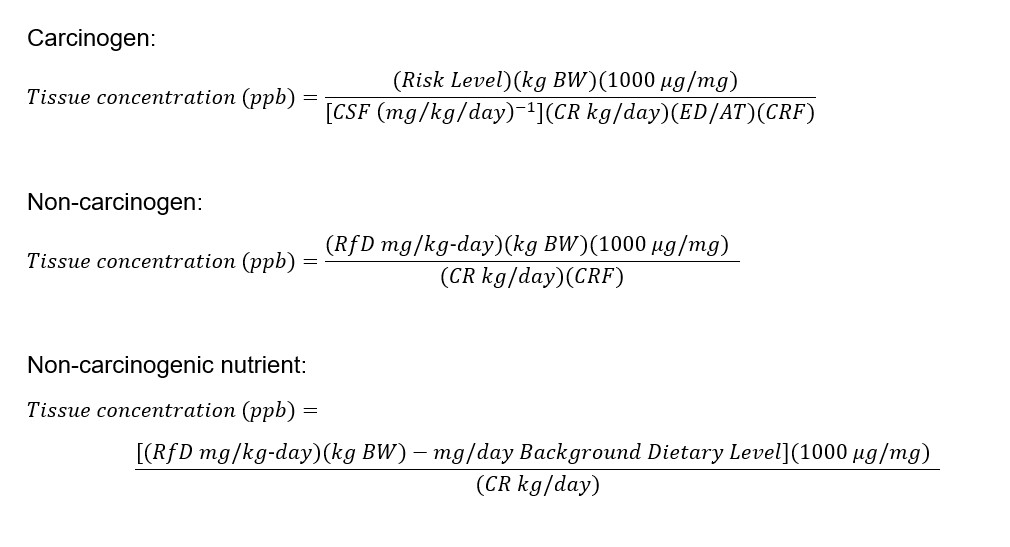 Carcinogen:
Tissue concentration (ppb) = (Risk Level)(kg BW)(1000 μg/mg) / [CSF (mg/kg/day)⁻¹](CR kg/day)(ED/AT)(CRF)
Non-carcinogen:
Tissue concentration (ppb) = (RfD mg/kg-day)(kg BW)(1000 μg/mg) / (CR kg/day)(CRF)
Non-carcinogenic nutrient:
Tissue concentration (ppb) =
[(RfD mg/kg-day)(kg BW) − mg/day Background Dietary Level](1000 μg/mg)
(CR kg/day)